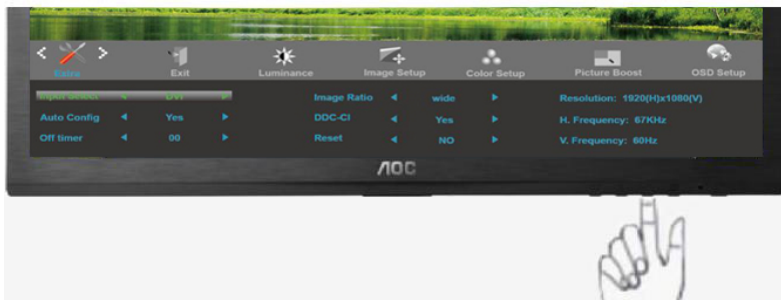 < >
Extra Exit Luminance Image Setup Color Setup Picture Boost OSD Setup
Input Select DVI Image Ratio wide Resolution: 1920(H)x1080(V)
Auto Config Yes DDC-CI Yes H. Frequency: 67KHz
Off timer 00 Reset NO V. Frequency: 60Hz
AOC